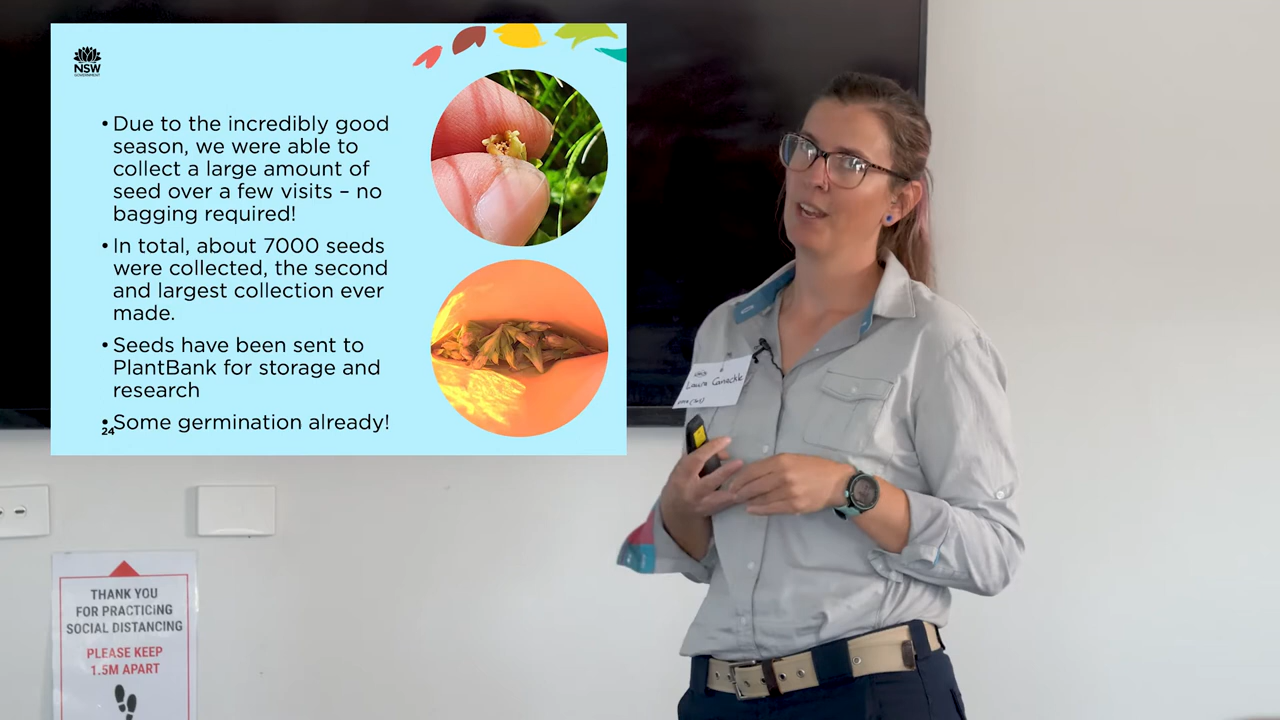 NSW
GOVERNMENT
• Due to the incredibly good
season, we were able to
collect a large amount of
seed over a few visits – no
bagging required!
• In total, about 7000 seeds
were collected, the second
and largest collection ever
made.
• Seeds have been sent to
PlantBank for storage and
research
• Some germination already!
24
Laura
THANK YOU
FOR PRACTICING
SOCIAL DISTANCING
PLEASE KEEP
1.5M APART